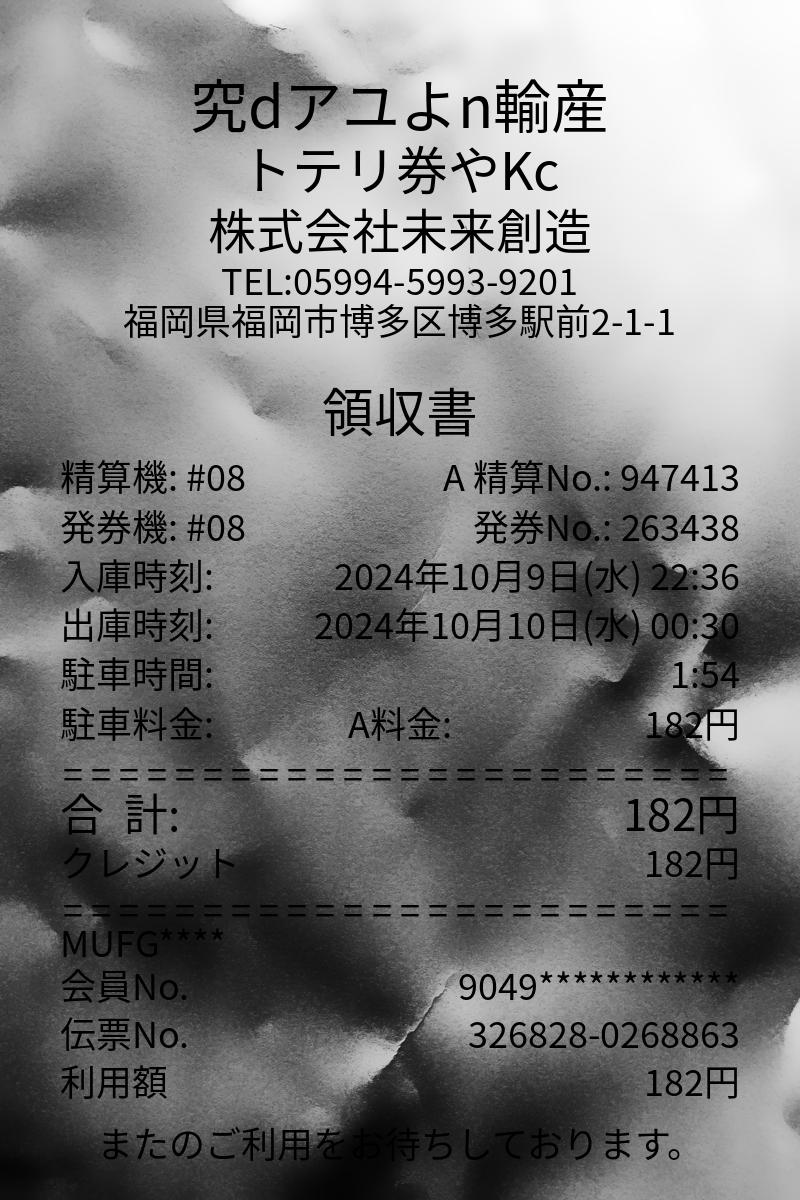 究dアユよn輸産
トテリ券やKc
株式会社未来創造
TEL:05994-5993-9201
福岡県福岡市博多区博多駅前2-1-1
領収書
精算機: #08 A 精算No.: 947413
発券機: #08 発券No.: 263438
入庫時刻: 2024年10月9日(水) 22:36
出庫時刻: 2024年10月10日(水) 00:30
駐車時間: 1:54
駐車料金: A料金: 182円
========================
合 計: 182円
クレジット 182円
========================
MUFG****
会員No. 9049************
伝票No. 326828-0268863
利用額 182円
またのご利用をお待ちしております。